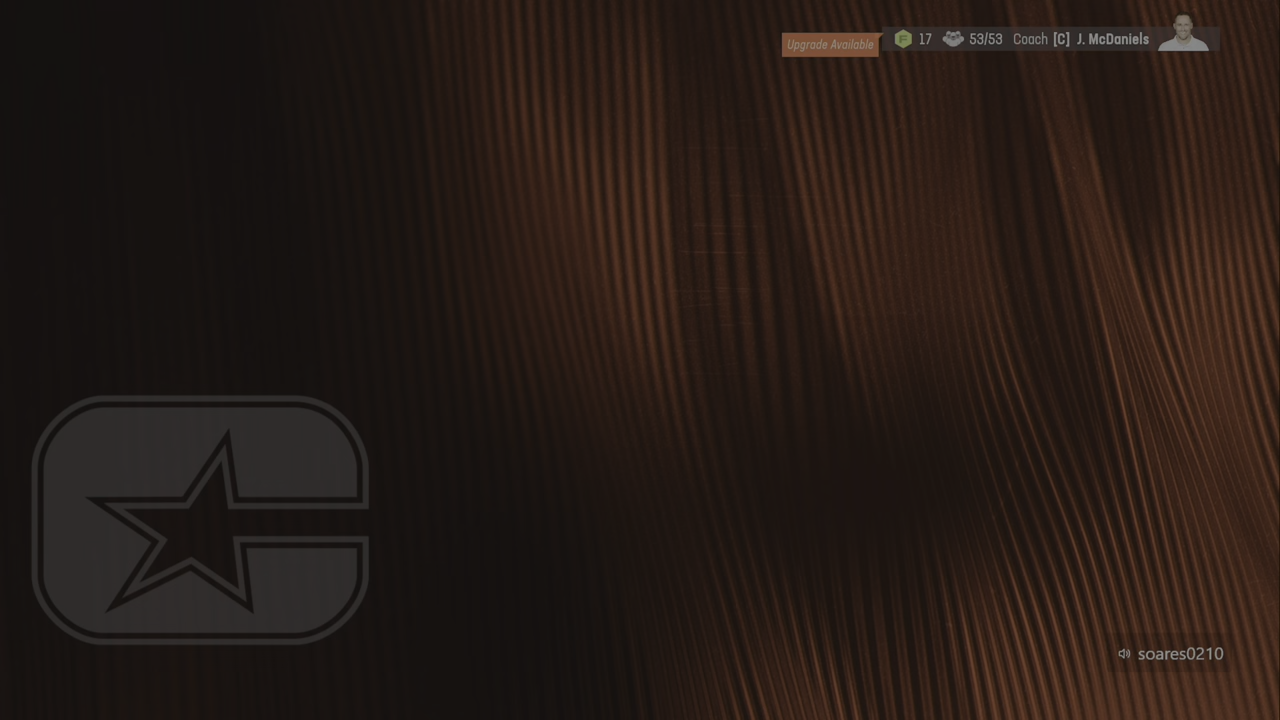 Upgrade Available
17
53/53
Coach [C] J. McDaniels
soares0210